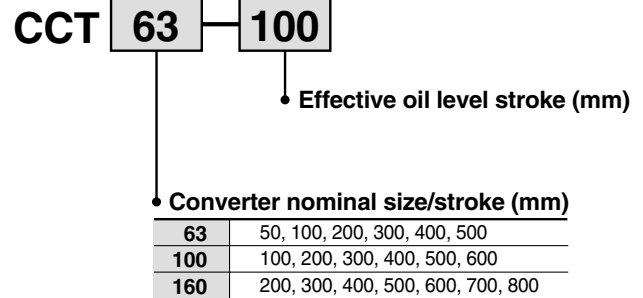 CCT 63 — 100
Effective oil level stroke (mm)
Converter nominal size/stroke (mm)
63 50, 100, 200, 300, 400, 500
100 100, 200, 300, 400, 500, 600
160 200, 300, 400, 500, 600, 700, 800